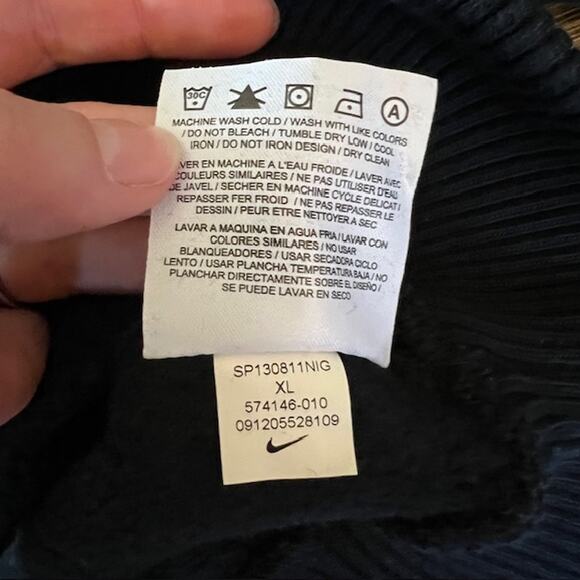 30C
A
MACHINE WASH COLD / WASH WITH LIKE COLORS
/ DO NOT BLEACH / TUMBLE DRY LOW / COOL
IRON / DO NOT IRON DESIGN / DRY CLEAN
VER EN MACHINE A L'EAU FROIDE / LAVER AVEC
COULEURS SIMILAIRES / NE PAS UTILISER D'EAU
DE JAVEL / SECHER EN MACHINE CYCLE DELICAT /
REPASSER FER FROID / NE PAS REPASSER LE
DESSIN / PEUR ETRE NETTOYER A SEC
LAVAR A MAQUINA EN AGUA FRIA / LAVAR CON
COLORES SIMILARES / NO USAR
BLANQUEADORES / USAR SECADORA CICLO
LENTO / USAR PLANCHA TEMPERATURA BAJA / NO
PLANCHAR DIRECTAMENTE SOBRE EL DISEÑO /
SE PUEDE LAVAR EN SECO
SP130811NIG
XL
574146-010
091205528109